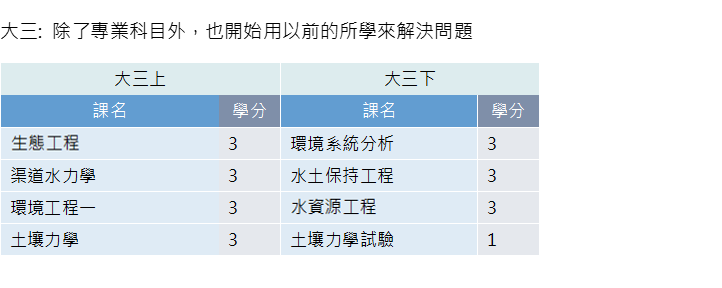 大三: 除了專業科目外，也開始用以前的所學來解決問題
大三上 大三下
課名 學分 課名 學分
生態工程 3 環境系統分析 3
渠道水力學 3 水土保持工程 3
環境工程一 3 水資源工程 3
土壤力學 3 土壤力學試驗 1